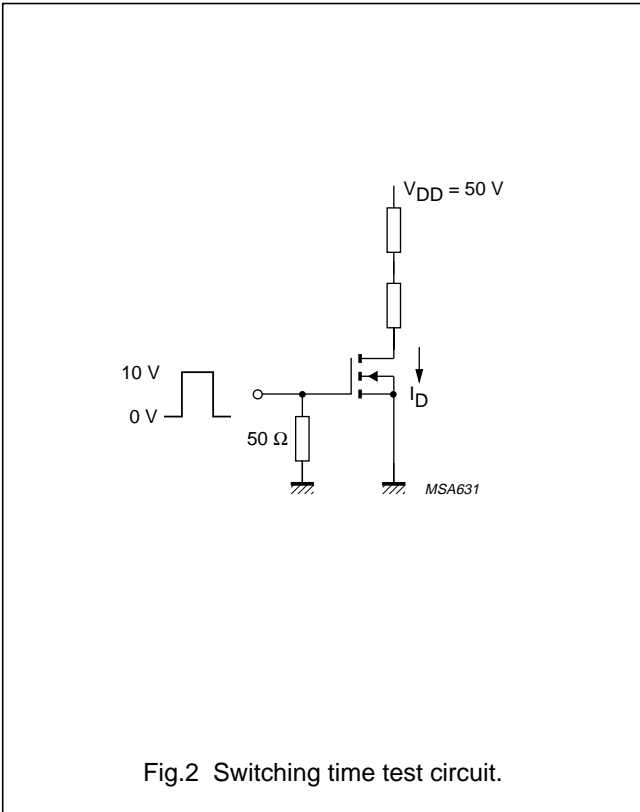 V_DD = 50 V
10 V
0 V
I_D
50 Ω
MSA631
Fig.2 Switching time test circuit.